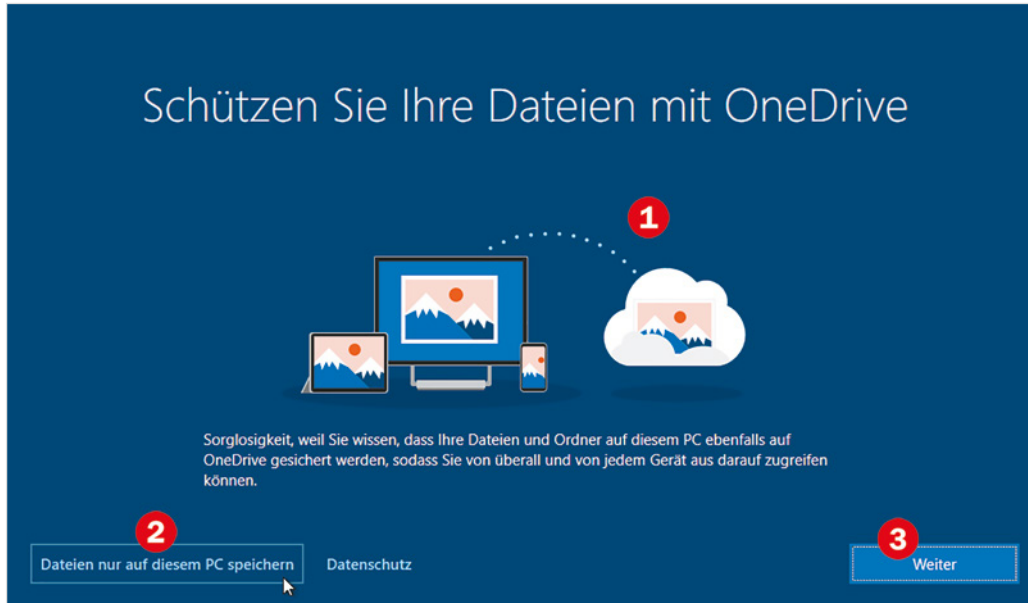 Schützen Sie Ihre Dateien mit OneDrive
1
Sorglosigkeit, weil Sie wissen, dass Ihre Dateien und Ordner auf diesem PC ebenfalls auf
OneDrive gesichert werden, sodass Sie von überall und von jedem Gerät aus darauf zugreifen
können.
2
3
Dateien nur auf diesem PC speichern
Datenschutz
Weiter